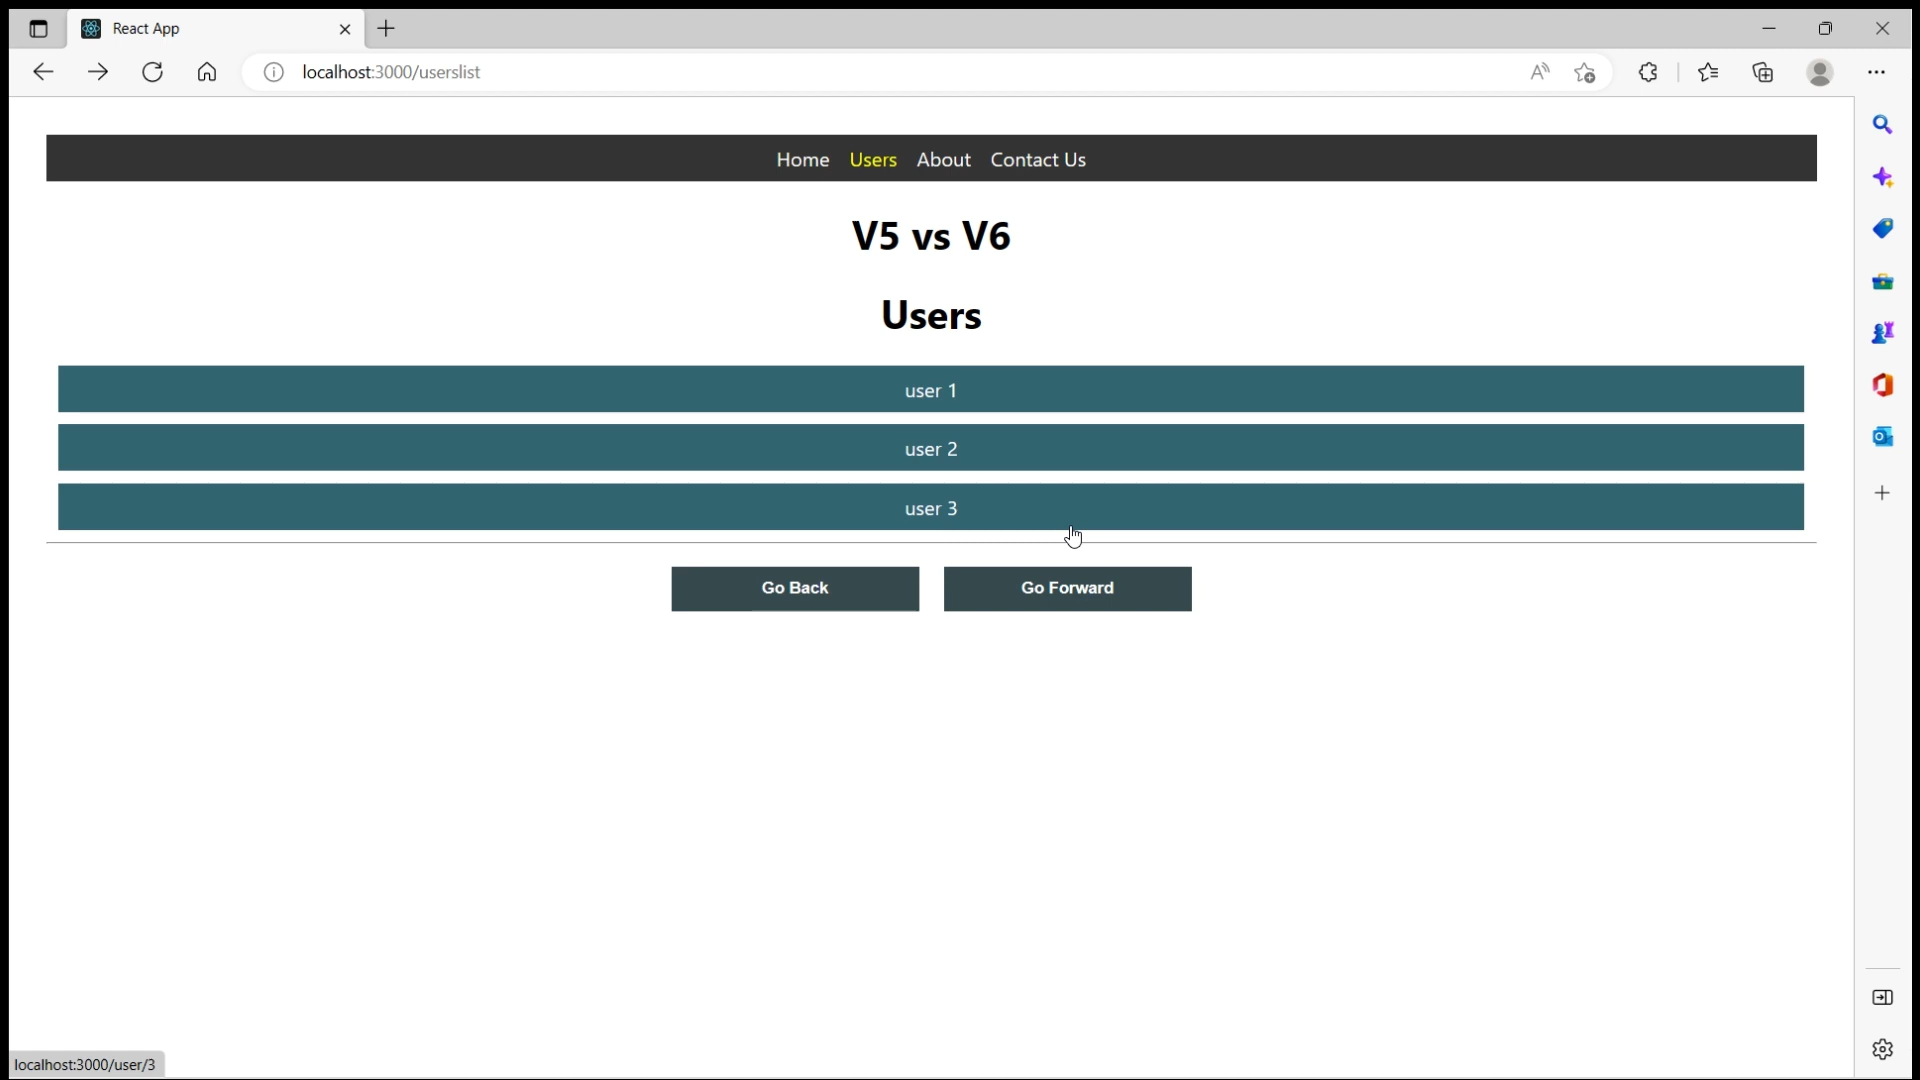 React App
localhost:3000/userslist
Home Users About Contact Us
V5 vs V6
Users
user 1
user 2
user 3
Go Back Go Forward
localhost:3000/user/3